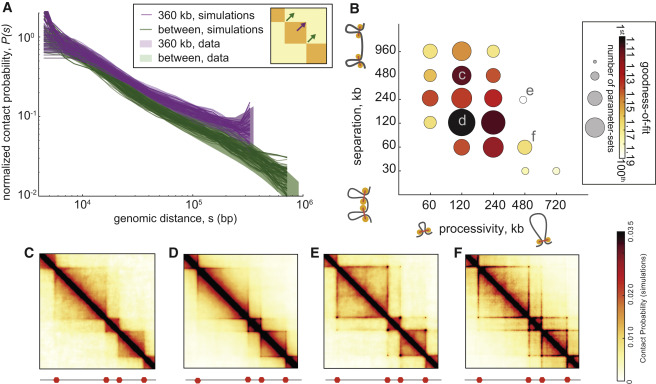 A
normalized contact probability, P(s)
10⁰
10⁻¹
10⁻²
360 kb, simulations
between, simulations
360 kb, data
between, data
10⁴
10⁵
10⁶
genomic distance, s (bp)
B
separation, kb
960
480
240
120
60
30
c
d
e
f
60 120 240 480 720
processivity, kb
number of parameter-sets
1st
100th
1.11
1.13
1.15
1.17
1.19
goodness-of-fit
C
D
E
F
0.035
0.020
0.010
0
Contact Probability (simulations)